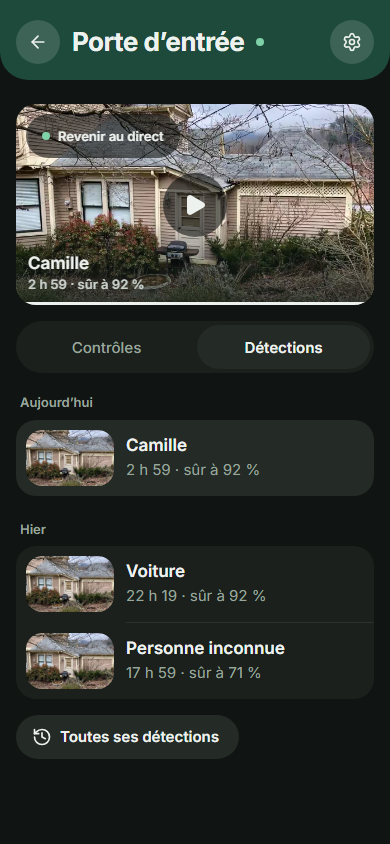 Porte d’entrée
Revenir au direct
Camille
2 h 59 · sûr à 92 %
Contrôles
Détections
Aujourd’hui
Camille
2 h 59 · sûr à 92 %
Hier
Voiture
22 h 19 · sûr à 92 %
Personne inconnue
17 h 59 · sûr à 71 %
Toutes ses détections